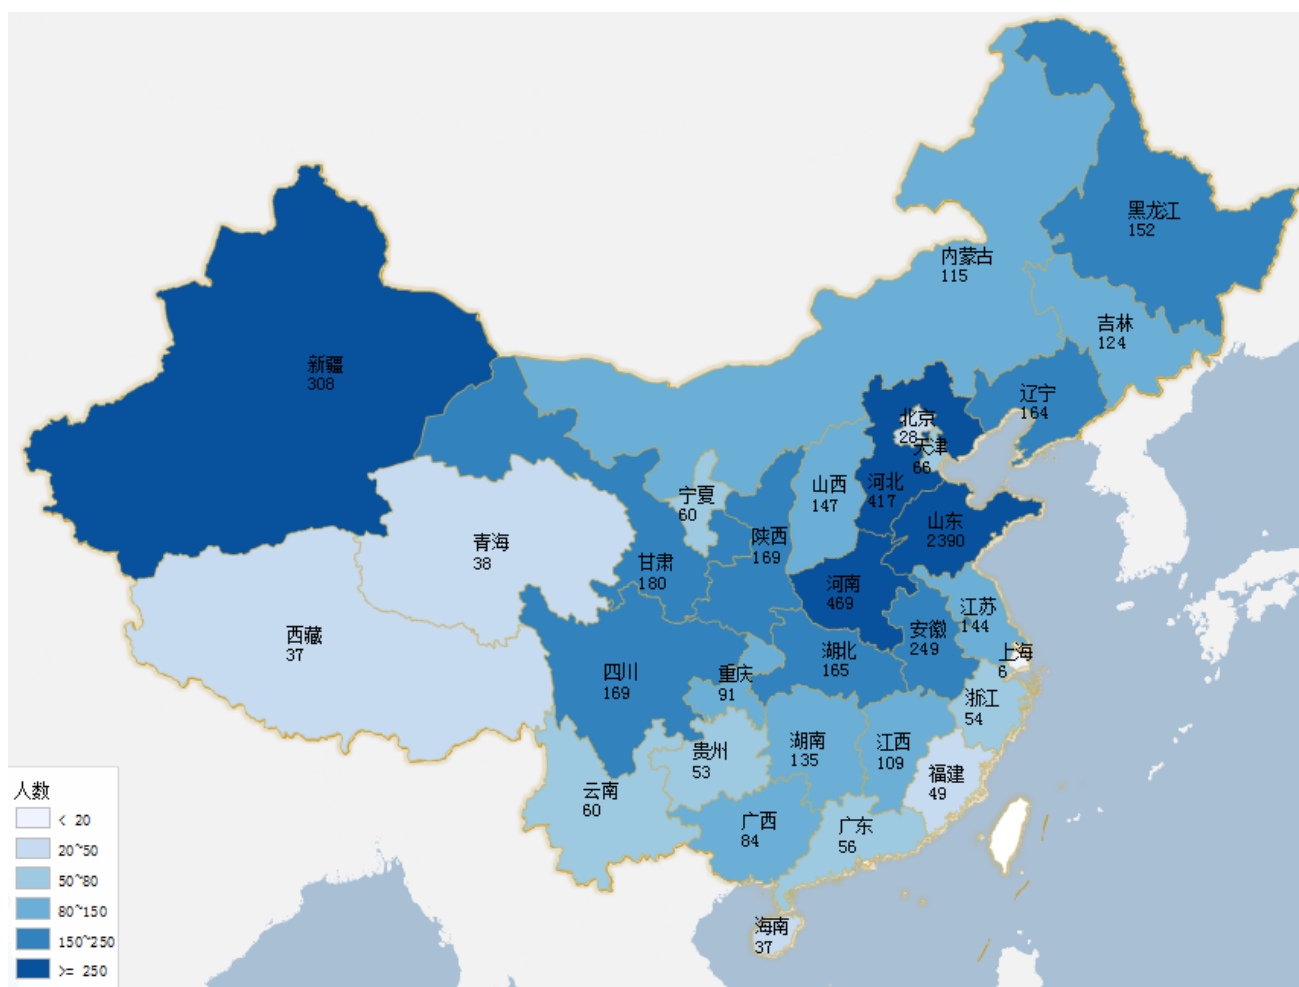 黑龙江
152
内蒙古
115
吉林
124
新疆
308
辽宁
164
北京
28
天津
66
河北
417
山西
147
宁夏
60
山东
2390
陕西
169
青海
38
甘肃
180
河南
469
江苏
144
安徽
249
西藏
37
湖北
165
上海
6
四川
169
重庆
91
浙江
54
贵州
53
湖南
135
江西
109
福建
49
云南
60
广西
84
广东
56
海南
37
人数
< 20
20~50
50~80
80~150
150~250
>= 250